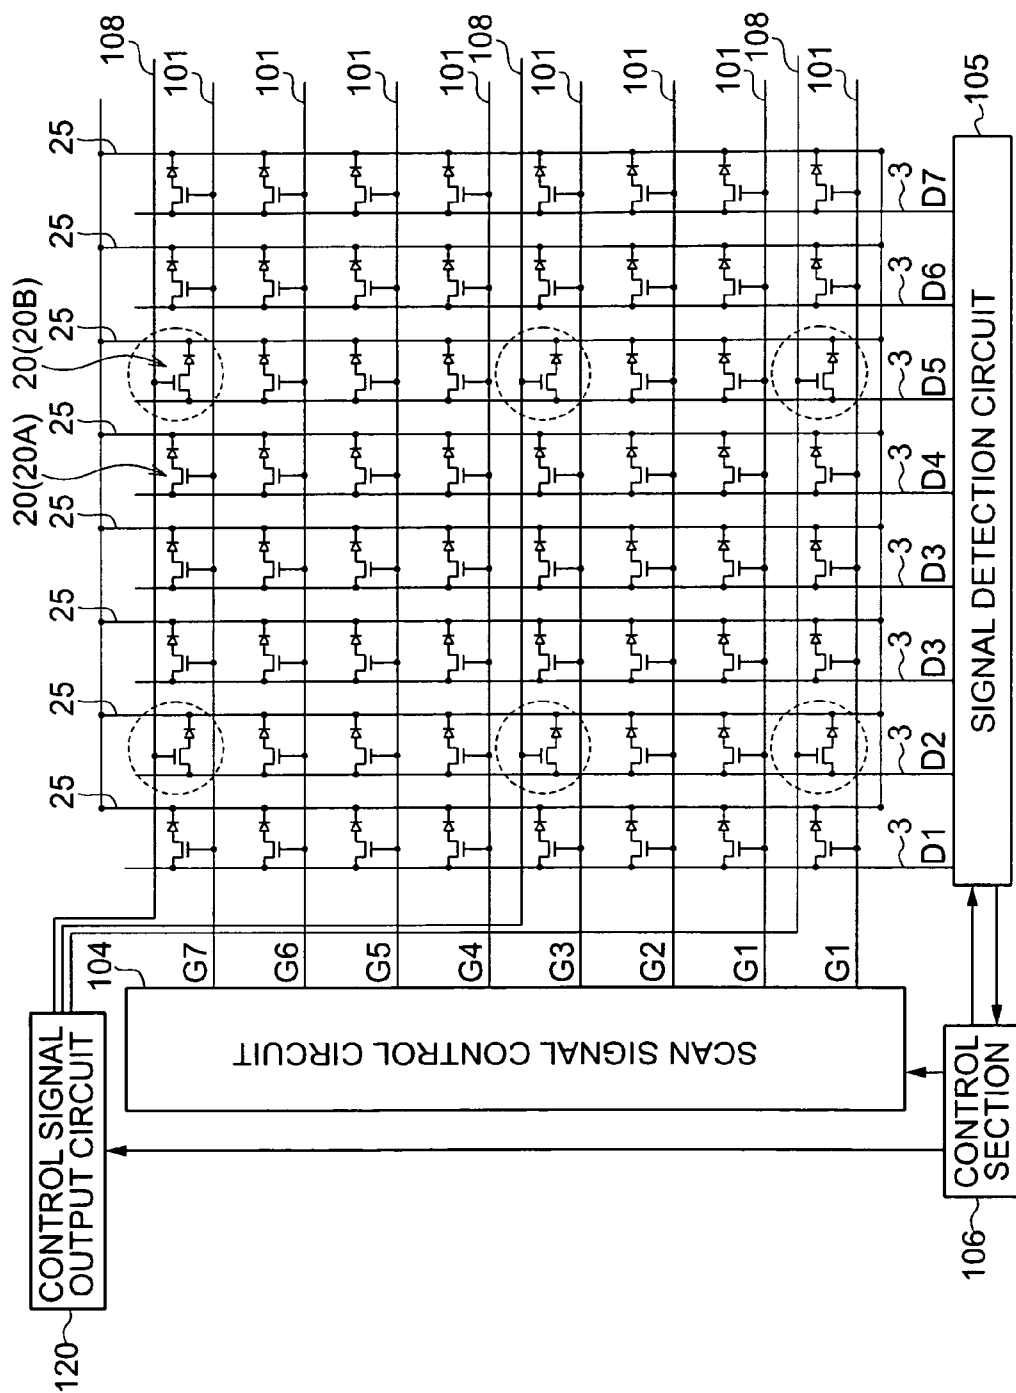 108
101
101
101
101
108
101
101
101
108
101
25
25
25
25
25
25
25
25
20(20B)
20(20A)
104
G7
G6
G5
G4
G3
G2
G1
G1
SCAN SIGNAL CONTROL CIRCUIT
CONTROL SIGNAL
OUTPUT CIRCUIT
120
CONTROL
SECTION
106
3
D1
3
D2
3
D3
3
D3
3
D4
3
D5
3
D6
3
D7
SIGNAL DETECTION CIRCUIT
105